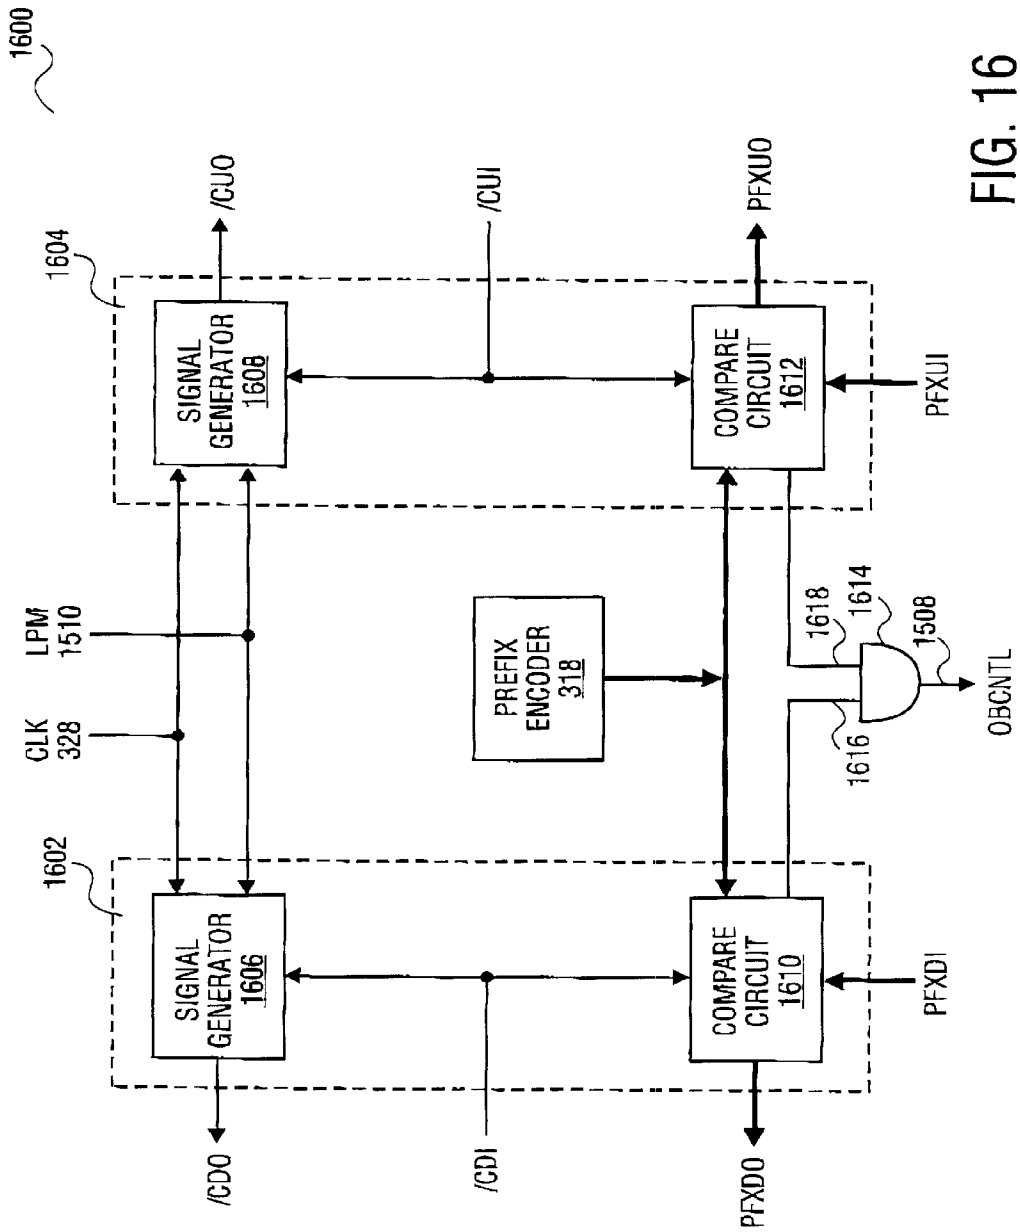 1600
1602
1604
CLK
328
LPM
1510
SIGNAL
GENERATOR
1606
SIGNAL
GENERATOR
1608
/CDO
/CUO
/CDI
/CUI
PREFIX
ENCODER
318
COMPARE
CIRCUIT
1610
COMPARE
CIRCUIT
1612
PFXDO
PFXUO
1616
1618
1614
1508
PFXDI
PFXUI
OBCNTL
FIG. 16